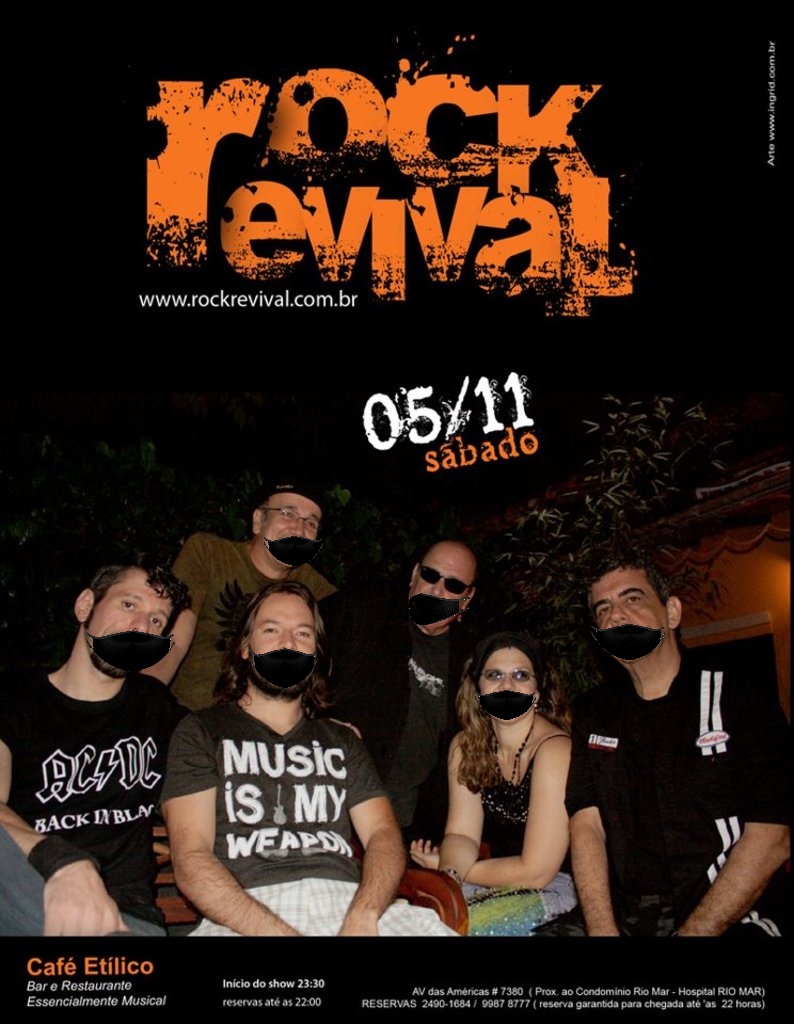 Arte www.ingrid.com.br
rock
revival
www.rockrevival.com.br
05/11
sábado
AC DC
BACK IN BLAC
MUSIC
iS MY
WEAPON
Café Etílico
Bar e Restaurante
Essencialmente Musical
Início do show 23:30
reservas até as 22:00
AV das Américas # 7380 ( Prox. ao Condomínio Rio Mar - Hospital RIO MAR)
RESERVAS 2490-1684 / 9987 8777 ( reserva garantida para chegada até 'as 22 horas)